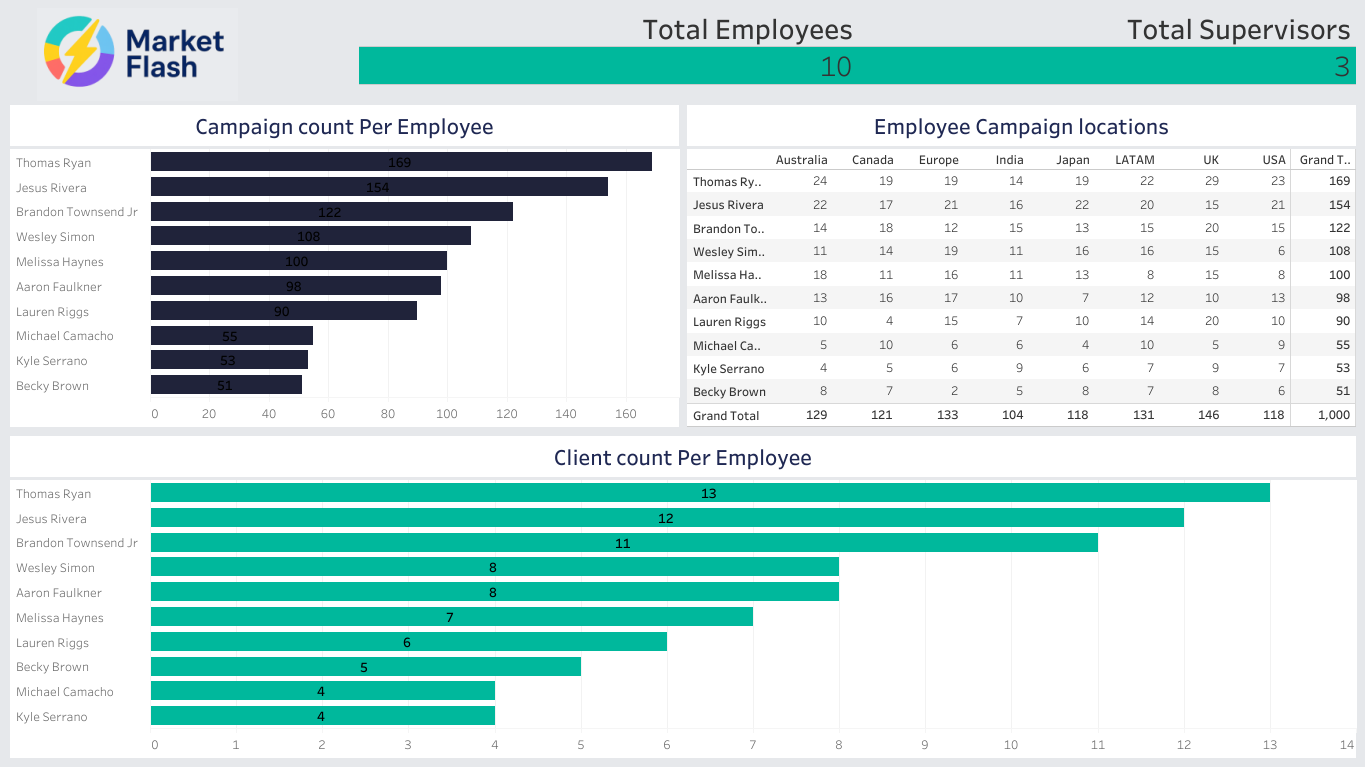 Market
Flash
Total Employees Total Supervisors
10 3
Campaign count Per Employee
Thomas Ryan 169
Jesus Rivera 154
Brandon Townsend Jr 122
Wesley Simon 108
Melissa Haynes 100
Aaron Faulkner 98
Lauren Riggs 90
Michael Camacho 55
Kyle Serrano 53
Becky Brown 51
0 20 40 60 80 100 120 140 160
Employee Campaign locations
Australia Canada Europe India Japan LATAM UK USA Grand T..
Thomas Ry.. 24 19 19 14 19 22 29 23 169
Jesus Rivera 22 17 21 16 22 20 15 21 154
Brandon To.. 14 18 12 15 13 15 20 15 122
Wesley Sim.. 11 14 19 11 16 16 15 6 108
Melissa Ha.. 18 11 16 11 13 8 15 8 100
Aaron Faulk.. 13 16 17 10 7 12 10 13 98
Lauren Riggs 10 4 15 7 10 14 20 10 90
Michael Ca.. 5 10 6 6 4 10 5 9 55
Kyle Serrano 4 5 6 9 6 7 9 7 53
Becky Brown 8 7 2 5 8 7 8 6 51
Grand Total 129 121 133 104 118 131 146 118 1,000
Client count Per Employee
Thomas Ryan 13
Jesus Rivera 12
Brandon Townsend Jr 11
Wesley Simon 8
Aaron Faulkner 8
Melissa Haynes 7
Lauren Riggs 6
Becky Brown 5
Michael Camacho 4
Kyle Serrano 4
0 1 2 3 4 5 6 7 8 9 10 11 12 13 14